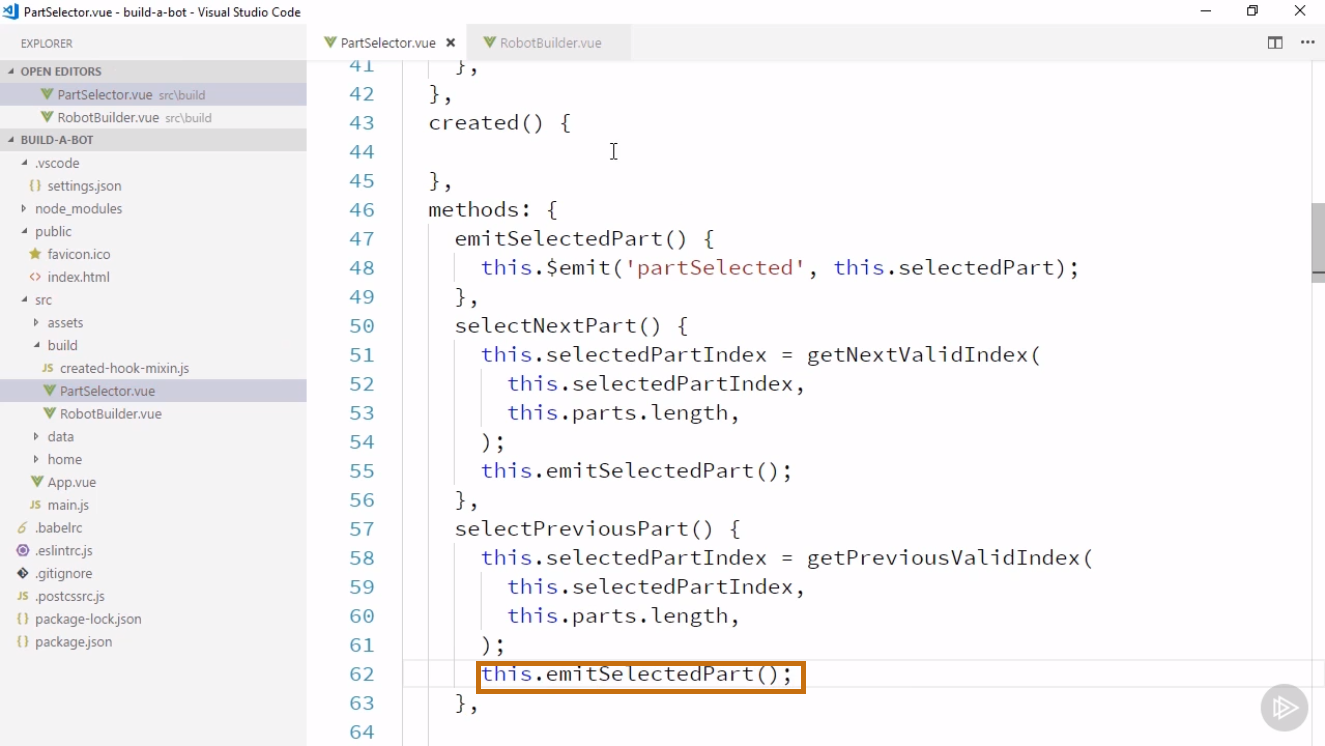 PartSelector.vue - build-a-bot - Visual Studio Code
EXPLORER
OPEN EDITORS
PartSelector.vue src\build
RobotBuilder.vue src\build
BUILD-A-BOT
.vscode
{} settings.json
node_modules
public
favicon.ico
<> index.html
src
assets
build
JS created-hook-mixin.js
PartSelector.vue
RobotBuilder.vue
data
home
App.vue
JS main.js
.babelrc
.eslintrc.js
.gitignore
JS .postcssrc.js
{} package-lock.json
{} package.json
PartSelector.vue RobotBuilder.vue
41 },
42 },
43 created() {
44
45 },
46 methods: {
47 emitSelectedPart() {
48 this.$emit('partSelected', this.selectedPart);
49 },
50 selectNextPart() {
51 this.selectedPartIndex = getNextValidIndex(
52 this.selectedPartIndex,
53 this.parts.length,
54 );
55 this.emitSelectedPart();
56 },
57 selectPreviousPart() {
58 this.selectedPartIndex = getPreviousValidIndex(
59 this.selectedPartIndex,
60 this.parts.length,
61 );
62 this.emitSelectedPart();
63 },
64